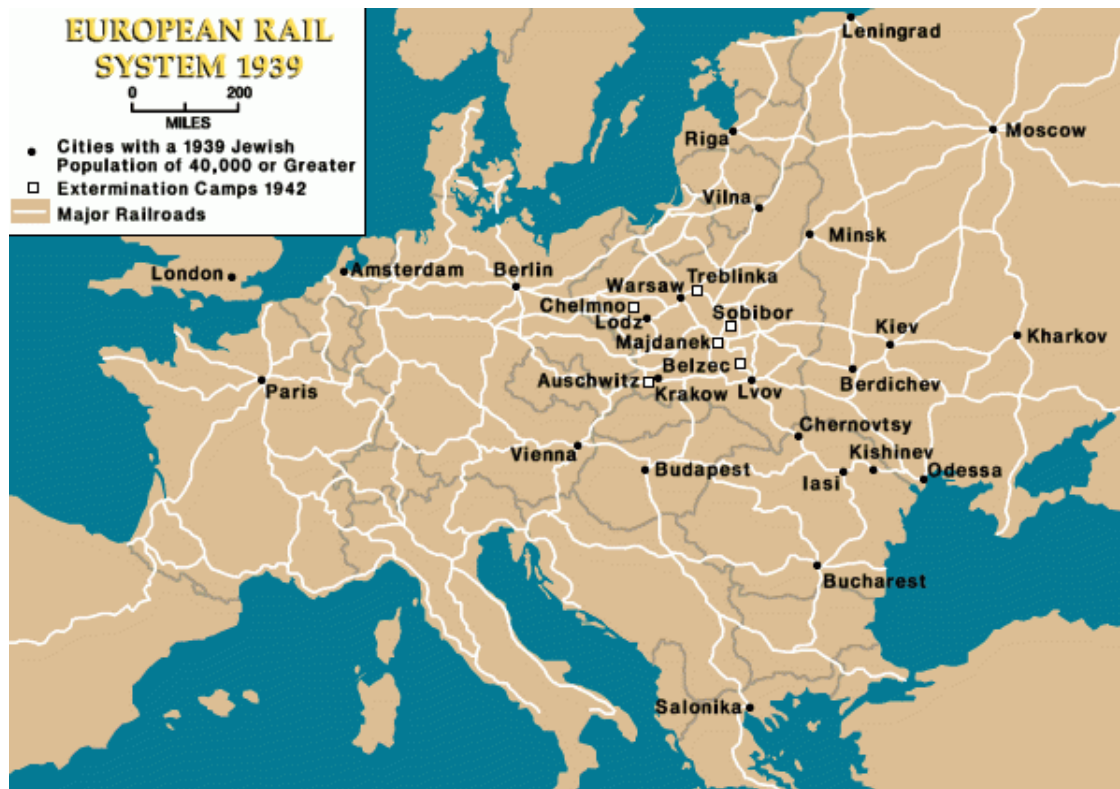 EUROPEAN RAIL
SYSTEM 1939
0 200
MILES
Cities with a 1939 Jewish
Population of 40,000 or Greater
Extermination Camps 1942
Major Railroads
Leningrad
Moscow
Riga
Vilna
Minsk
London
Amsterdam
Berlin
Warsaw
Treblinka
Chelmno
Lodz
Sobibor
Majdanek
Kiev
Kharkov
Belzec
Auschwitz
Krakow
Lvov
Berdichev
Paris
Chernovtsy
Vienna
Budapest
Kishinev
Iasi
Odessa
Bucharest
Salonika